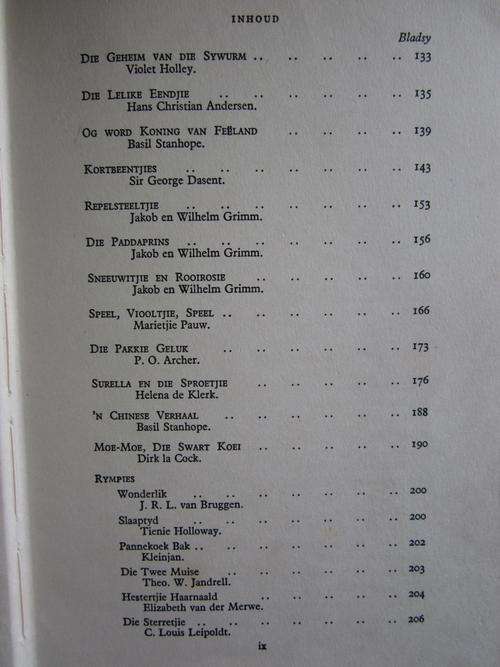 INHOUD
Bladsy
DIE GEHEIM VAN DIE SYWURM .. .. .. .. .. 133
Violet Holley.
DIE LELIKE EENDJIE .. .. .. .. .. .. 135
Hans Christian Andersen.
OG WORD KONING VAN FEËLAND .. .. .. .. 139
Basil Stanhope.
KORTBEENTJIES .. .. .. .. .. .. .. 143
Sir George Dasent.
REPELSTEELTJIE .. .. .. .. .. .. .. 153
Jakob en Wilhelm Grimm.
DIE PADDAPRINS .. .. .. .. .. .. .. 156
Jakob en Wilhelm Grimm.
SNEEUWITJIE EN ROOIROSIE .. .. .. .. .. 160
Jakob en Wilhelm Grimm.
SPEEL, VIOOLTJIE, SPEEL .. .. .. .. .. .. 166
Marietjie Pauw.
DIE PAKKIE GELUK .. .. .. .. .. .. 173
P. O. Archer.
SURELLA EN DIE SPROETJIE .. .. .. .. .. 176
Helena de Klerk.
'N CHINESE VERHAAL .. .. .. .. .. .. 188
Basil Stanhope.
MOE-MOE, DIE SWART KOEI .. .. .. .. .. 190
Dirk la Cock.
RYMPIES
Wonderlik .. .. .. .. .. .. .. 200
J. R. L. van Bruggen.
Slaaptyd .. .. .. .. .. .. .. 200
Tienie Holloway.
Pannekoek Bak .. .. .. .. .. .. .. 202
Kleinjan.
Die Twee Muise .. .. .. .. .. .. 203
Theo. W. Jandrell.
Hestertjie Haarnaald .. .. .. .. .. .. 204
Elizabeth van der Merwe.
Die Sterretjie .. .. .. .. .. .. .. 206
C. Louis Leipoldt.
ix